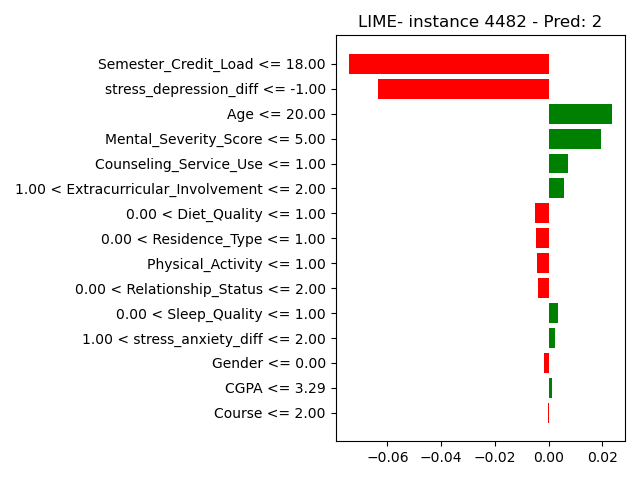 LIME- instance 4482 - Pred: 2
Semester_Credit_Load <= 18.00
stress_depression_diff <= -1.00
Age <= 20.00
Mental_Severity_Score <= 5.00
Counseling_Service_Use <= 1.00
1.00 < Extracurricular_Involvement <= 2.00
0.00 < Diet_Quality <= 1.00
0.00 < Residence_Type <= 1.00
Physical_Activity <= 1.00
0.00 < Relationship_Status <= 2.00
0.00 < Sleep_Quality <= 1.00
1.00 < stress_anxiety_diff <= 2.00
Gender <= 0.00
CGPA <= 3.29
Course <= 2.00
−0.06 −0.04 −0.02 0.00 0.02